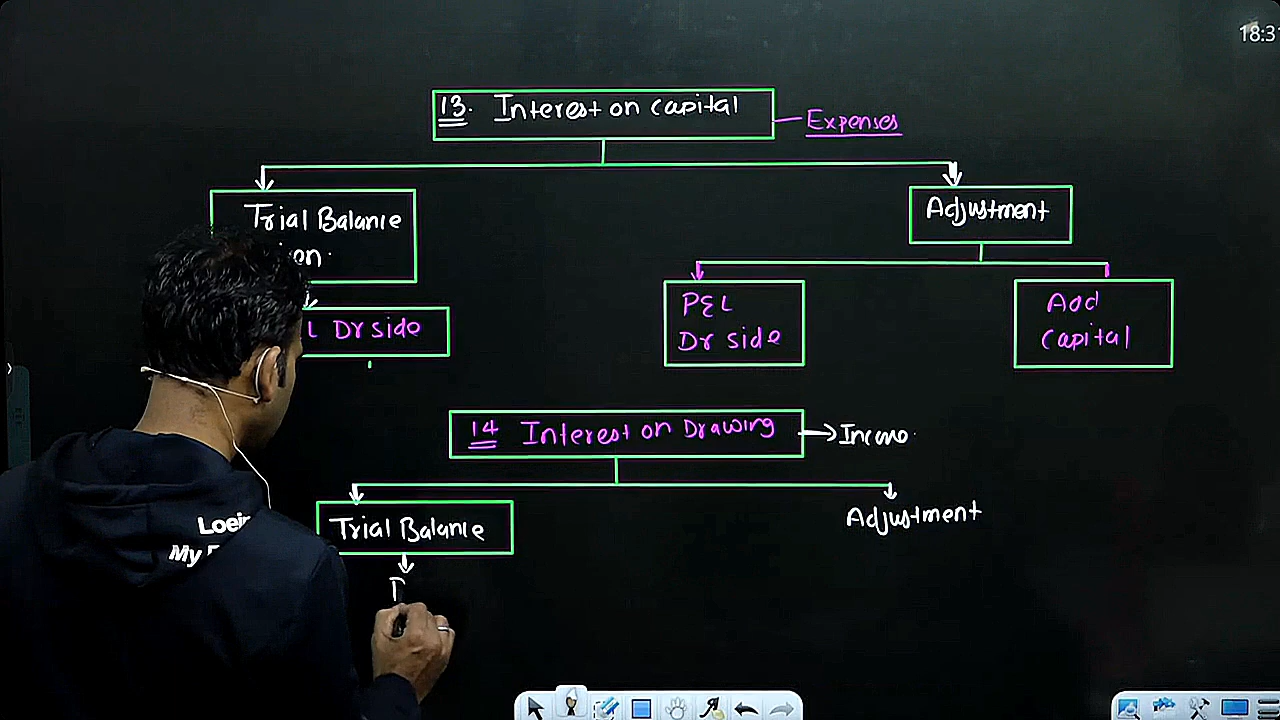 18:31
13. Interest on capital
Expenses
Trial Balance
Adjustment
P&L
Dr side
Add
Capital
L Dr side
14 Interest on Drawing
Income
Trial Balance
Adjustment
My